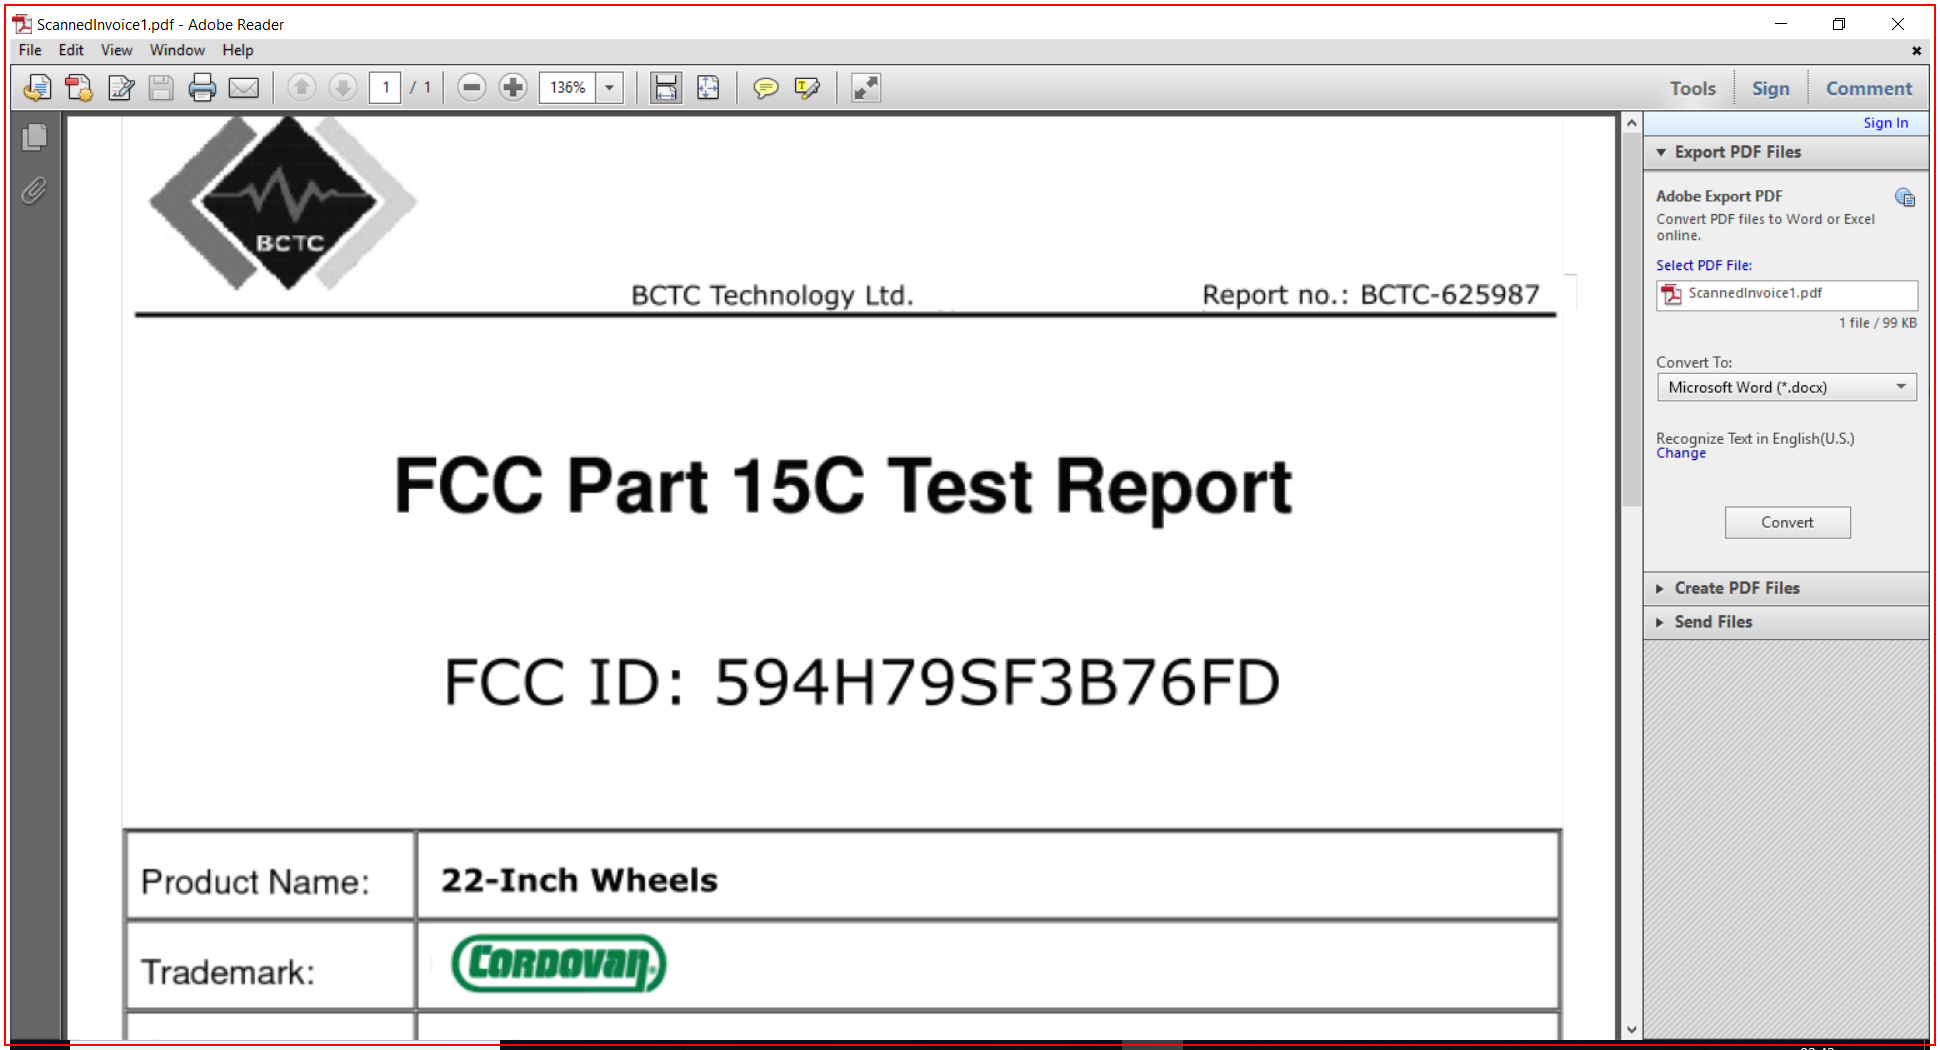 ScannedInvoice1.pdf - Adobe Reader
File Edit View Window Help
1 / 1 136% Tools Sign Comment
Sign In
Export PDF Files
Adobe Export PDF
Convert PDF files to Word or Excel
online.
Select PDF File:
ScannedInvoice1.pdf
1 file / 99 KB
Convert To:
Microsoft Word (*.docx)
Recognize Text in English(U.S.)
Change
Convert
Create PDF Files
Send Files
BCTC
BCTC Technology Ltd. Report no.: BCTC-625987
FCC Part 15C Test Report
FCC ID: 594H79SF3B76FD
Product Name: 22-Inch Wheels
Trademark: CORDOVAN